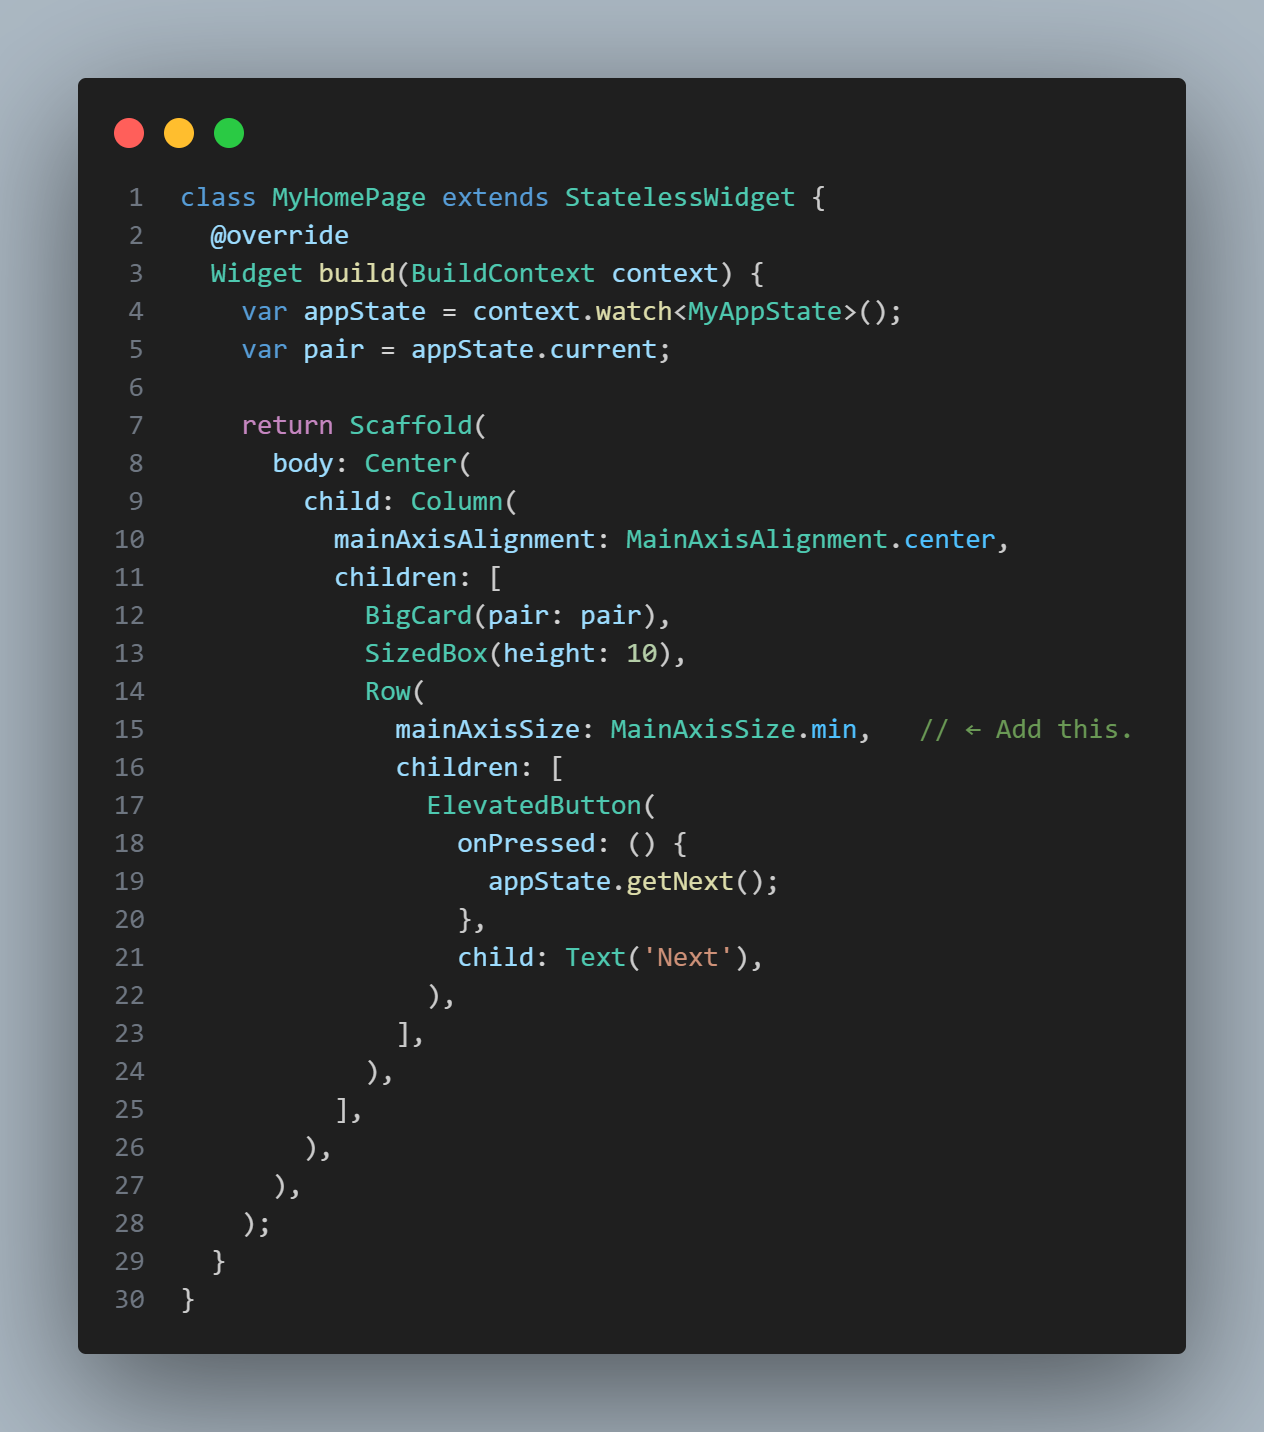 1 class MyHomePage extends StatelessWidget {
2   @override
3   Widget build(BuildContext context) {
4     var appState = context.watch<MyAppState>();
5     var pair = appState.current;
6
7     return Scaffold(
8       body: Center(
9         child: Column(
10           mainAxisAlignment: MainAxisAlignment.center,
11           children: [
12             BigCard(pair: pair),
13             SizedBox(height: 10),
14             Row(
15               mainAxisSize: MainAxisSize.min,   // ← Add this.
16               children: [
17                 ElevatedButton(
18                   onPressed: () {
19                     appState.getNext();
20                   },
21                   child: Text('Next'),
22                 ),
23               ],
24             ),
25           ],
26         ),
27       ),
28     );
29   }
30 }